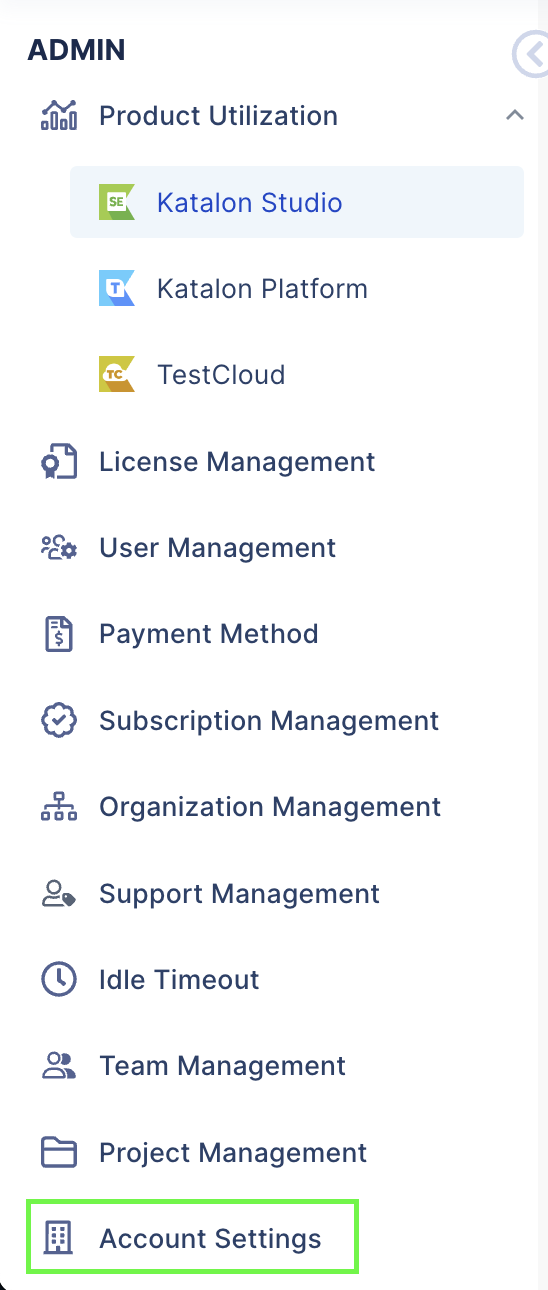 ADMIN
Product Utilization
SE Katalon Studio
T Katalon Platform
TC TestCloud
License Management
User Management
$ Payment Method
Subscription Management
Organization Management
Support Management
Idle Timeout
Team Management
Project Management
Account Settings